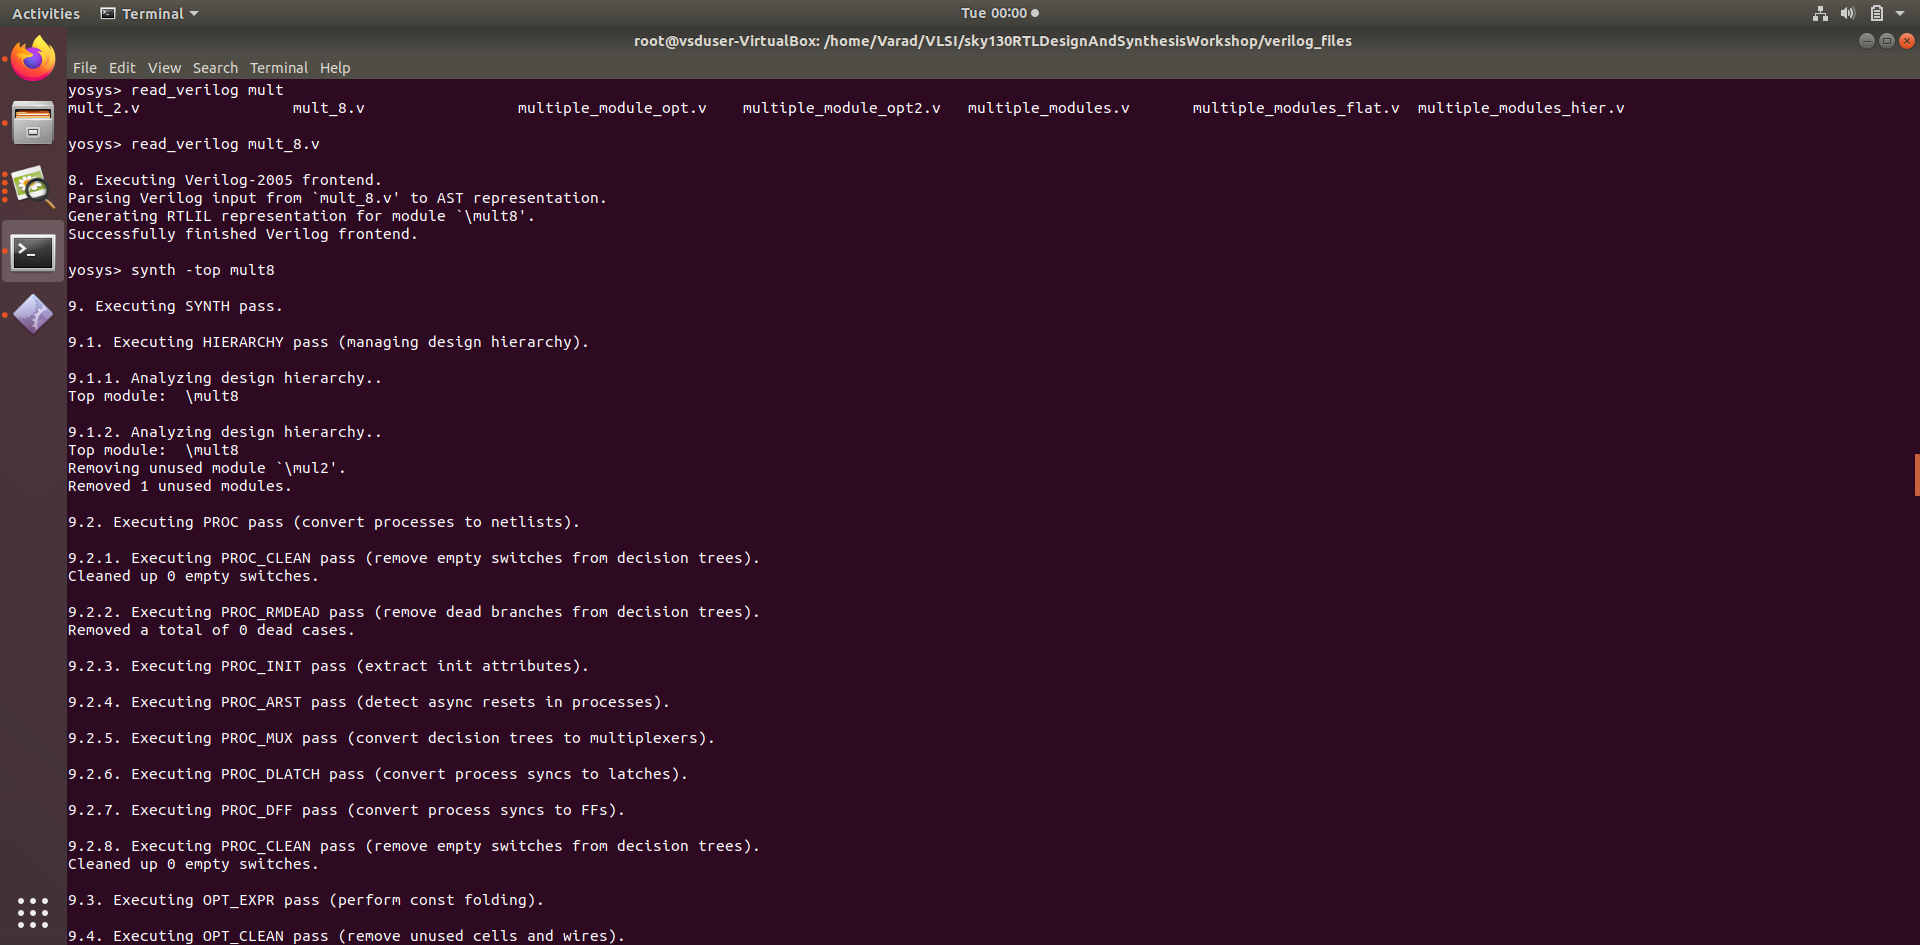 Activities Terminal Tue 00:00
root@vsduser-VirtualBox: /home/Varad/VLSI/sky130RTLDesignAndSynthesisWorkshop/verilog_files
File Edit View Search Terminal Help
yosys> read_verilog mult
mult_2.v mult_8.v multiple_module_opt.v multiple_module_opt2.v multiple_modules.v multiple_modules_flat.v multiple_modules_hier.v
yosys> read_verilog mult_8.v
8. Executing Verilog-2005 frontend.
Parsing Verilog input from `mult_8.v' to AST representation.
Generating RTLIL representation for module `\mult8'.
Successfully finished Verilog frontend.
yosys> synth -top mult8
9. Executing SYNTH pass.
9.1. Executing HIERARCHY pass (managing design hierarchy).
9.1.1. Analyzing design hierarchy..
Top module:  \mult8
9.1.2. Analyzing design hierarchy..
Top module:  \mult8
Removing unused module `\mul2'.
Removed 1 unused modules.
9.2. Executing PROC pass (convert processes to netlists).
9.2.1. Executing PROC_CLEAN pass (remove empty switches from decision trees).
Cleaned up 0 empty switches.
9.2.2. Executing PROC_RMDEAD pass (remove dead branches from decision trees).
Removed a total of 0 dead cases.
9.2.3. Executing PROC_INIT pass (extract init attributes).
9.2.4. Executing PROC_ARST pass (detect async resets in processes).
9.2.5. Executing PROC_MUX pass (convert decision trees to multiplexers).
9.2.6. Executing PROC_DLATCH pass (convert process syncs to latches).
9.2.7. Executing PROC_DFF pass (convert process syncs to FFs).
9.2.8. Executing PROC_CLEAN pass (remove empty switches from decision trees).
Cleaned up 0 empty switches.
9.3. Executing OPT_EXPR pass (perform const folding).
9.4. Executing OPT_CLEAN pass (remove unused cells and wires).